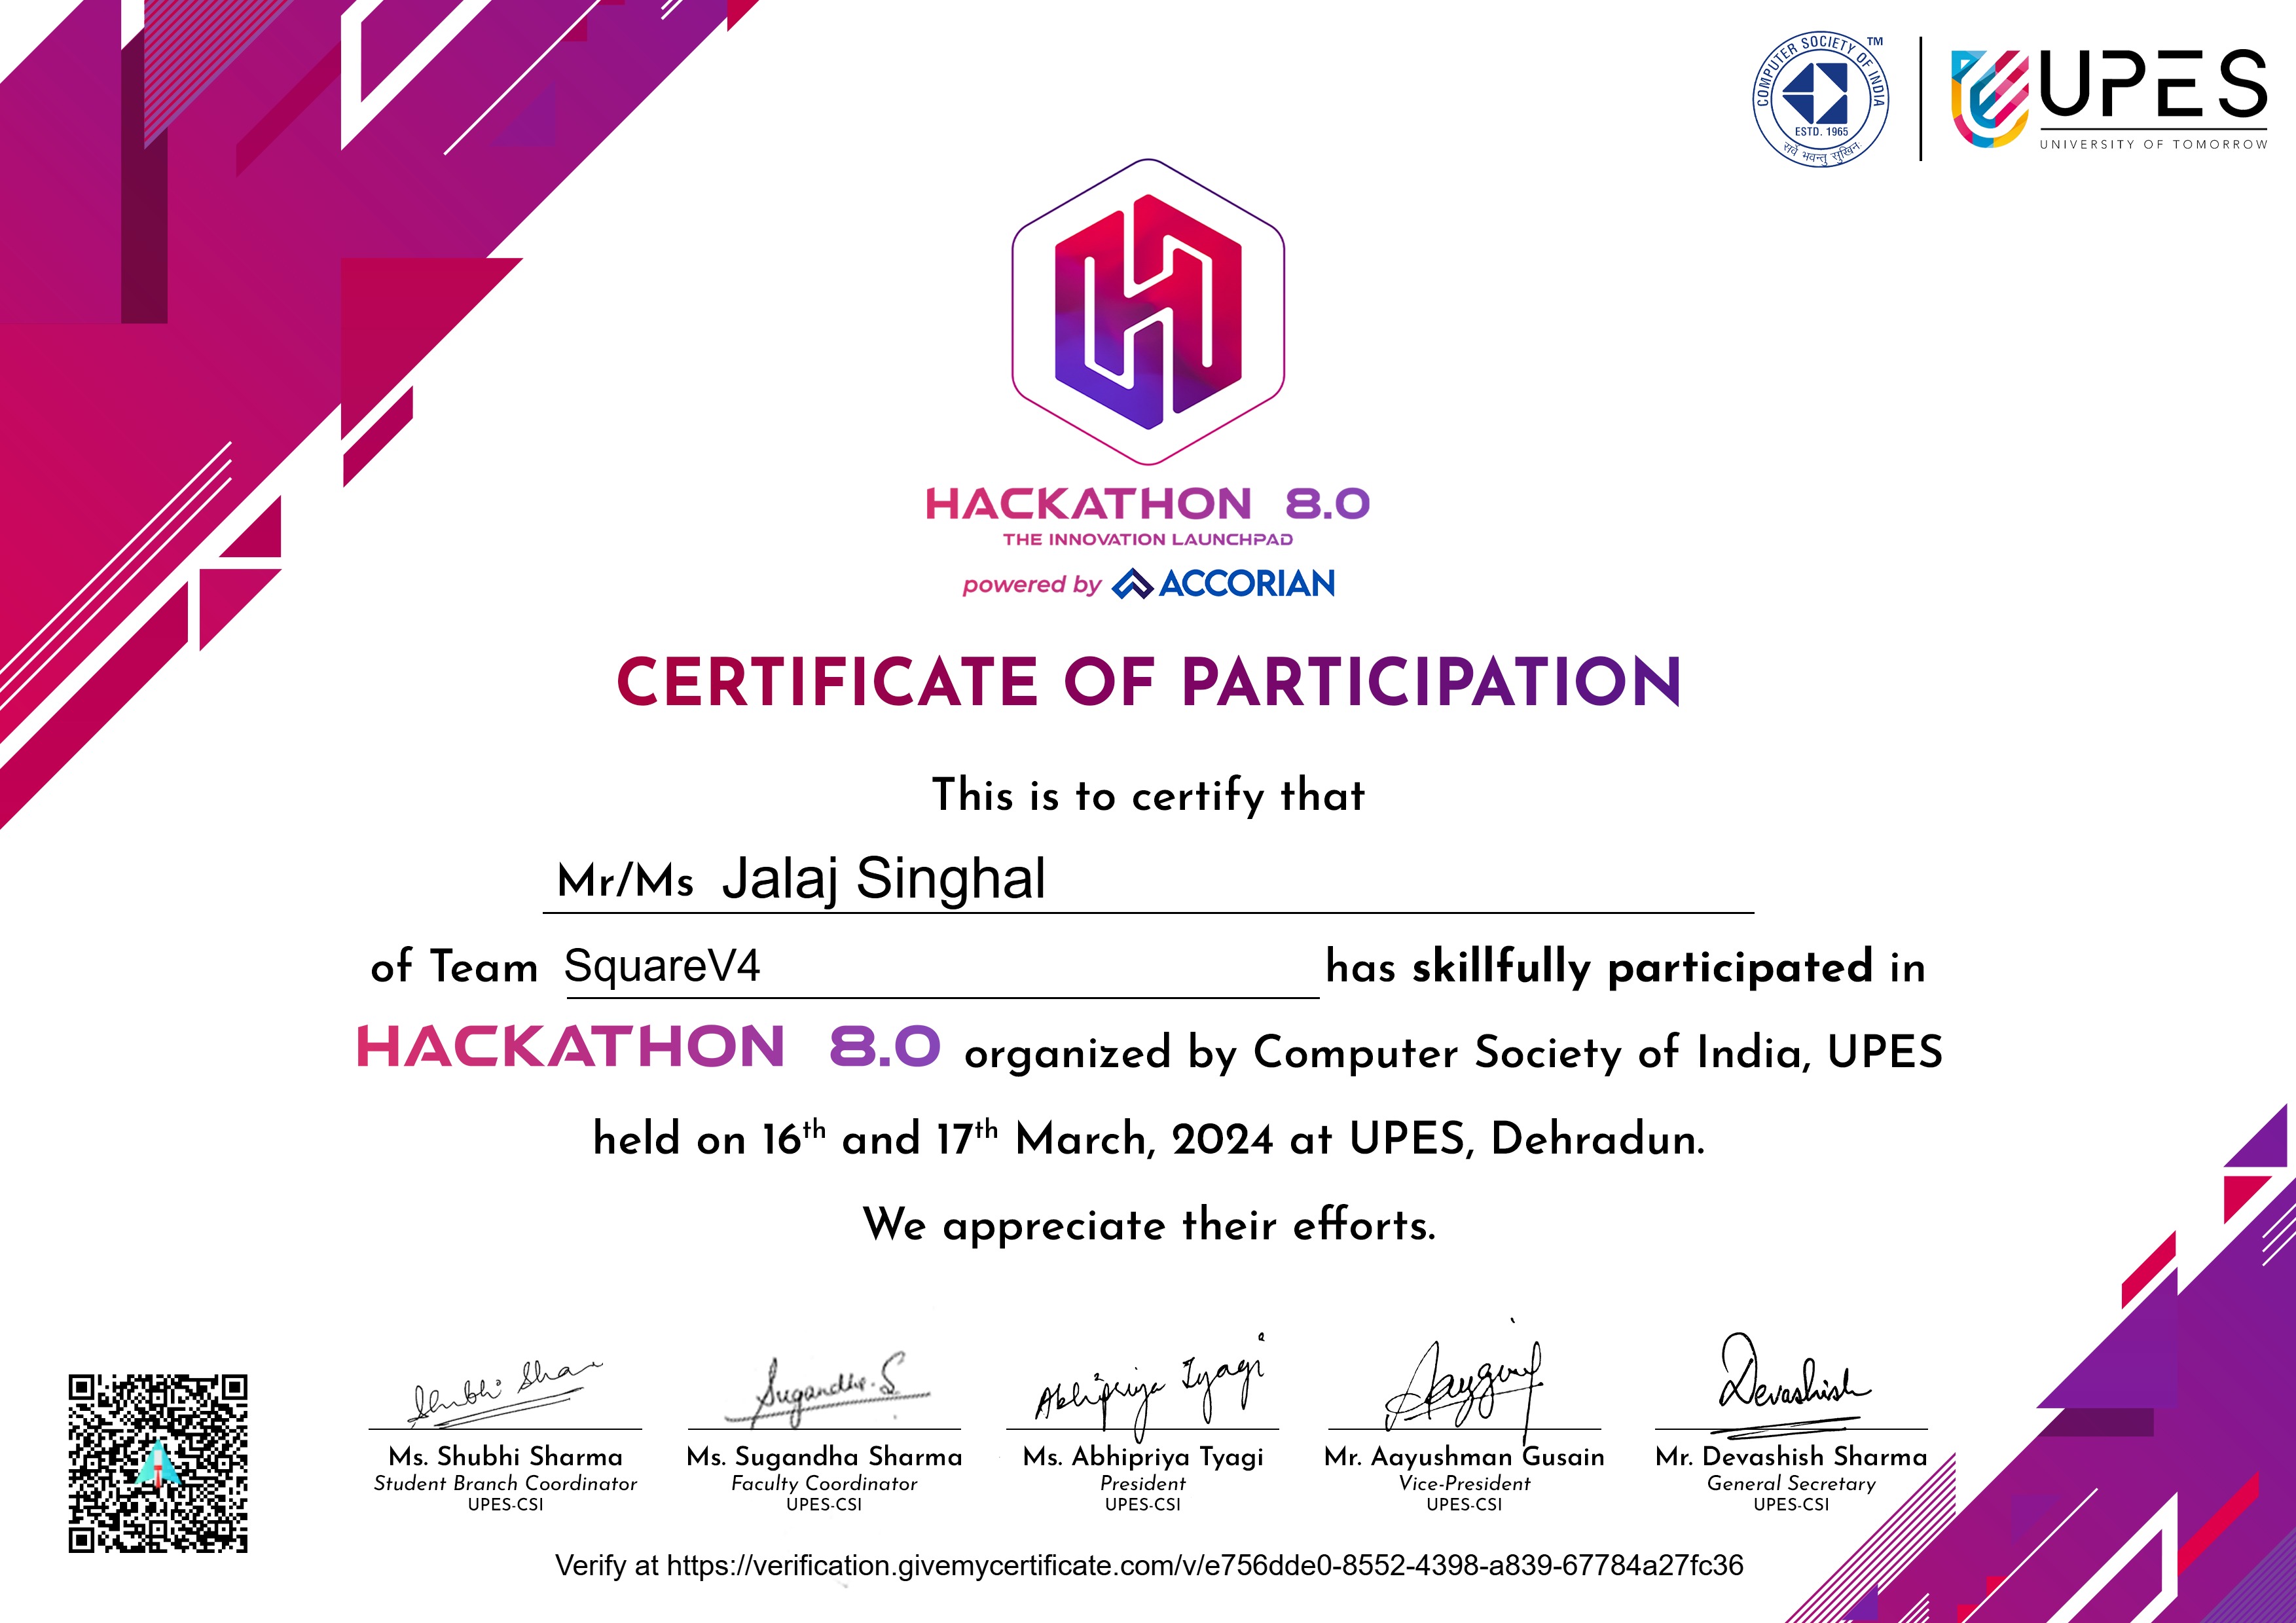 COMPUTER SOCIETY OF INDIA TM
ESTD. 1965
सर्वे भवन्तु सुखिनः
UPES
UNIVERSITY OF TOMORROW
HACKATHON 8.0
THE INNOVATION LAUNCHPAD
powered by ACCORIAN
CERTIFICATE OF PARTICIPATION
This is to certify that
Mr/Ms Jalaj Singhal
of Team SquareV4 has skillfully participated in
HACKATHON 8.0 organized by Computer Society of India, UPES
held on 16th and 17th March, 2024 at UPES, Dehradun.
We appreciate their efforts.
Shubhi Shar Sugandha.S Abhipriya Tyagi Aayush Devashish
Ms. Shubhi Sharma Ms. Sugandha Sharma Ms. Abhipriya Tyagi Mr. Aayushman Gusain Mr. Devashish Sharma
Student Branch Coordinator Faculty Coordinator President Vice-President General Secretary
UPES-CSI UPES-CSI UPES-CSI UPES-CSI UPES-CSI
Verify at https://verification.givemycertificate.com/v/e756dde0-8552-4398-a839-67784a27fc36